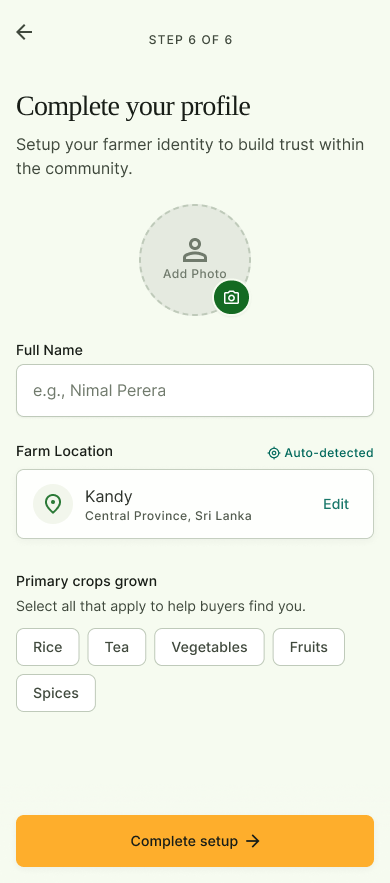 STEP 6 OF 6
Complete your profile
Setup your farmer identity to build trust within
the community.
Add Photo
Full Name
e.g., Nimal Perera
Farm Location
Auto-detected
Kandy
Central Province, Sri Lanka
Edit
Primary crops grown
Select all that apply to help buyers find you.
Rice
Tea
Vegetables
Fruits
Spices
Complete setup